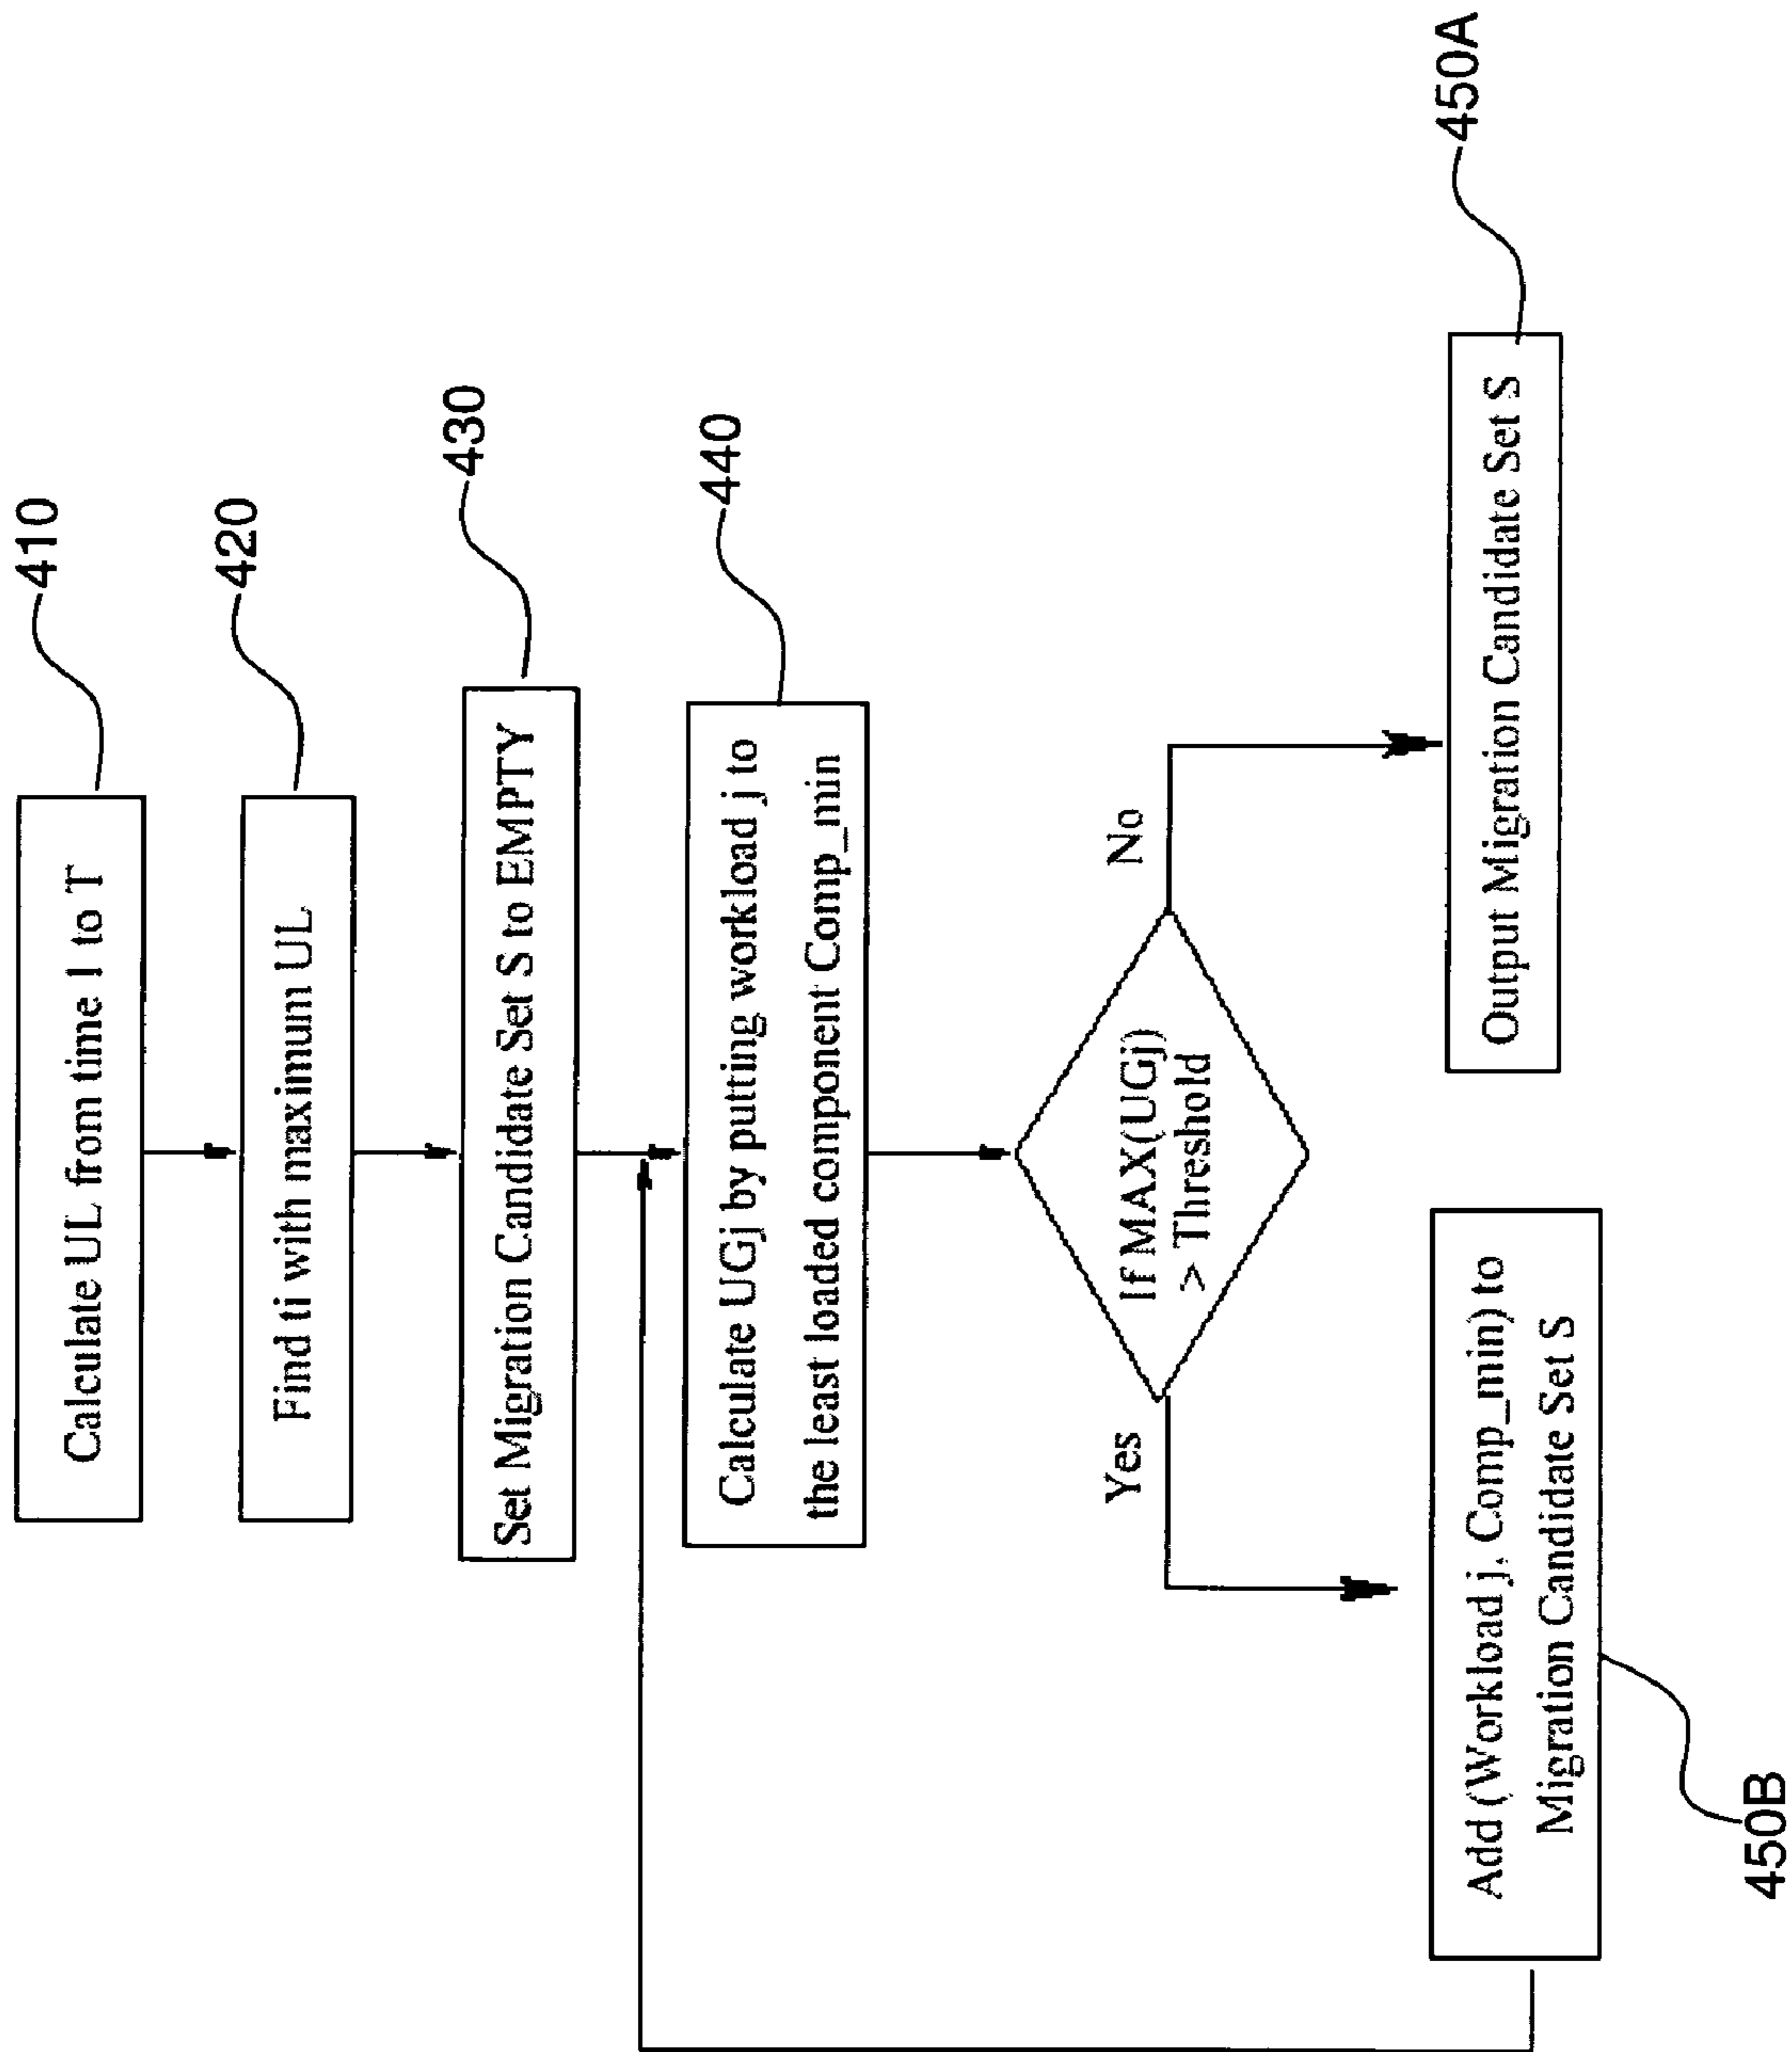 410
Calculate UL from time 1 to T
420
Find ti with maximum UL
430
Set Migration Candidate Set S to EMPTY
440
Calculate UGj by putting workload j to
the least loaded component Comp_min
If MAX(UGj)
> Threshold
Yes
No
Add (Workload j, Comp_min) to
Migration Candidate Set S
450B
Output Migration Candidate Set S
450A